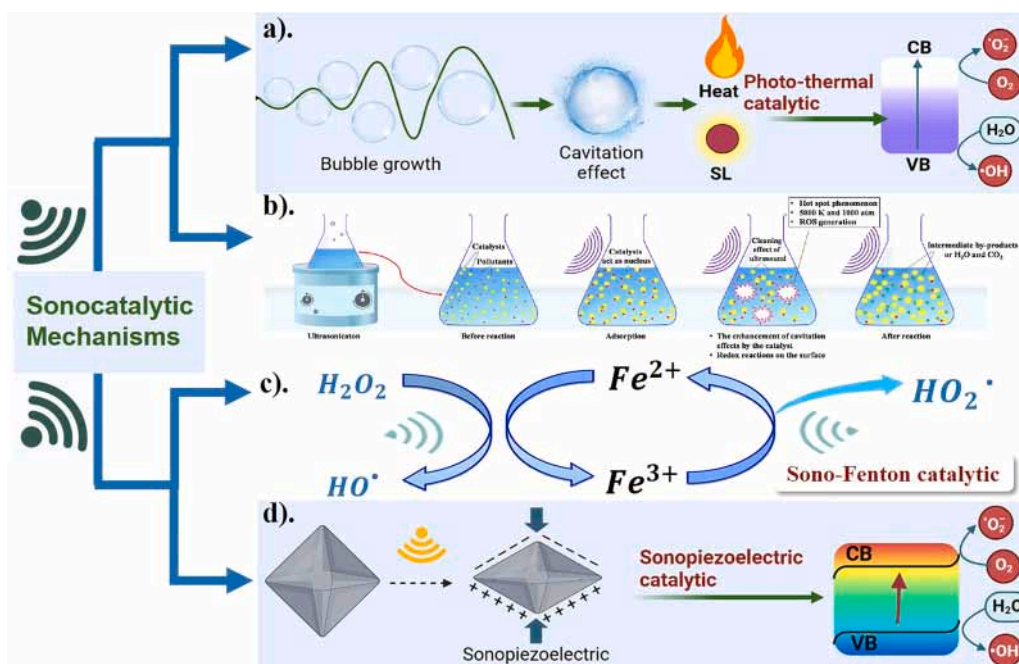 Sonocatalytic
Mechanisms
a).
Bubble growth
Cavitation
effect
Heat
SL
Photo-thermal
catalytic
CB
VB
•O₂⁻
O₂
H₂O
•OH
b).
Ultrasonicaton
Catalysts
Pollutants
Before reaction
Catalysts
act as nucleus
Adsorption
• Hot spot phenomenon
• 5000 K and 1000 atm
• ROS generation
Cleaning
effect of
ultrasound
• The enhancement of cavitation
effects by the catalyst
• Redox reactions on the surface
Intermediate by-products
or H₂O and CO₂
After reaction
c).
H₂O₂
HO•
Fe²⁺
Fe³⁺
HO₂•
Sono-Fenton catalytic
d).
Sonopiezoelectric
Sonopiezoelectric
catalytic
CB
VB
•O₂⁻
O₂
H₂O
•OH